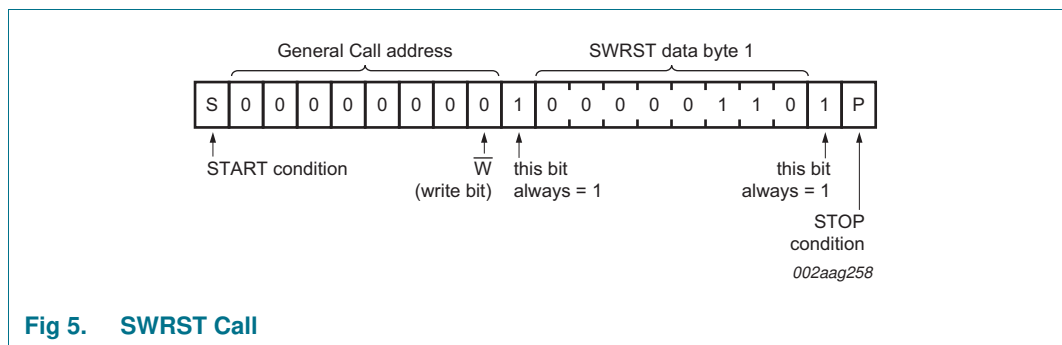 General Call address SWRST data byte 1
S 0 0 0 0 0 0 0 0 1 0 0 0 0 0 1 1 0 1 P
START condition W this bit this bit
(write bit) always = 1 always = 1
STOP
condition
002aag258
Fig 5. SWRST Call